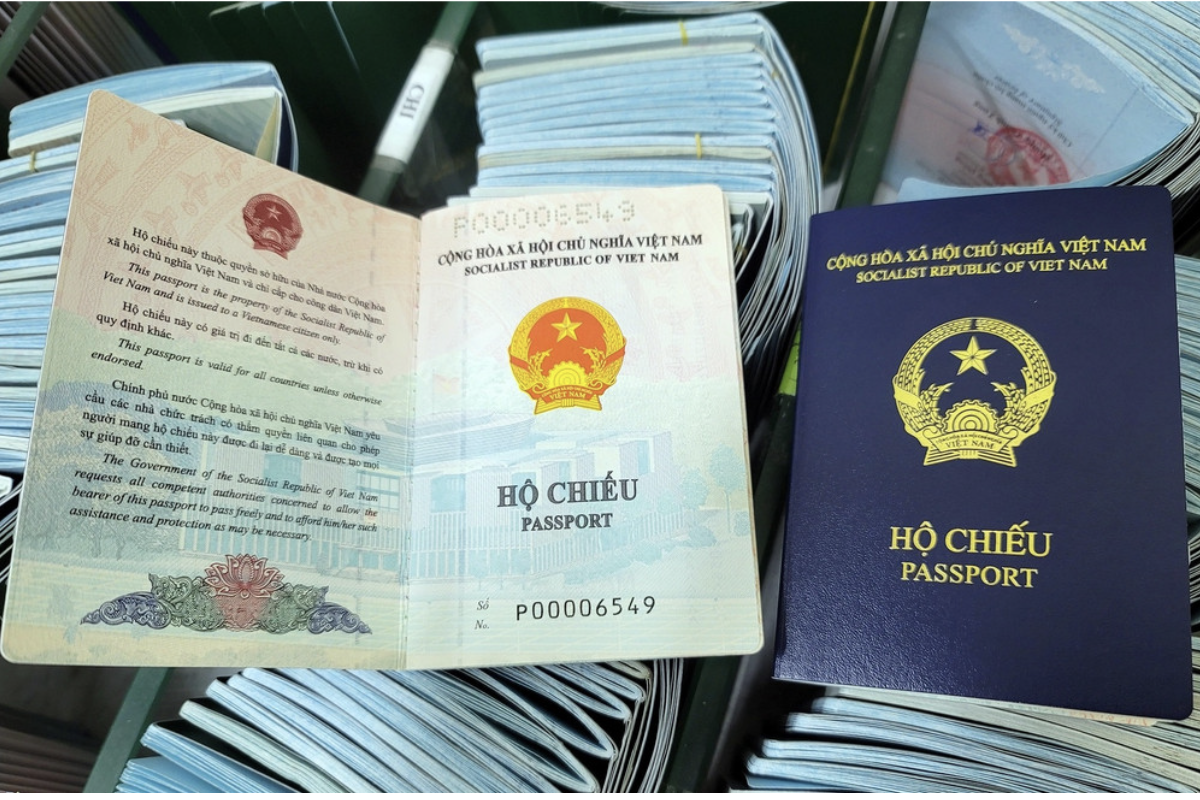 CHI
Hộ chiếu này thuộc quyền sở hữu của Nhà nước Cộng hòa
xã hội chủ nghĩa Việt Nam và chỉ cấp cho công dân Việt Nam.
This passport is the property of the Socialist Republic of
Viet Nam and is issued to a Vietnamese citizen only.
Hộ chiếu này có giá trị đi đến tất cả các nước, trừ khi có
quy định khác.
This passport is valid for all countries unless otherwise
endorsed.
Chính phủ nước Cộng hòa xã hội chủ nghĩa Việt Nam yêu
cầu các nhà chức trách có thẩm quyền liên quan cho phép
người mang hộ chiếu này được đi lại dễ dàng và được tạo mọi
sự giúp đỡ cần thiết.
The Government of the Socialist Republic of Viet Nam
requests all competent authorities concerned to allow the
bearer of this passport to pass freely and to afford him/her such
assistance and protection as may be necessary.
P00006549
CỘNG HÒA XÃ HỘI CHỦ NGHĨA VIỆT NAM
SOCIALIST REPUBLIC OF VIET NAM
VIỆT NAM
HỘ CHIẾU
PASSPORT
Số
No.
P00006549
CỘNG HÒA XÃ HỘI CHỦ NGHĨA VIỆT NAM
SOCIALIST REPUBLIC OF VIET NAM
VIỆT NAM
HỘ CHIẾU
PASSPORT